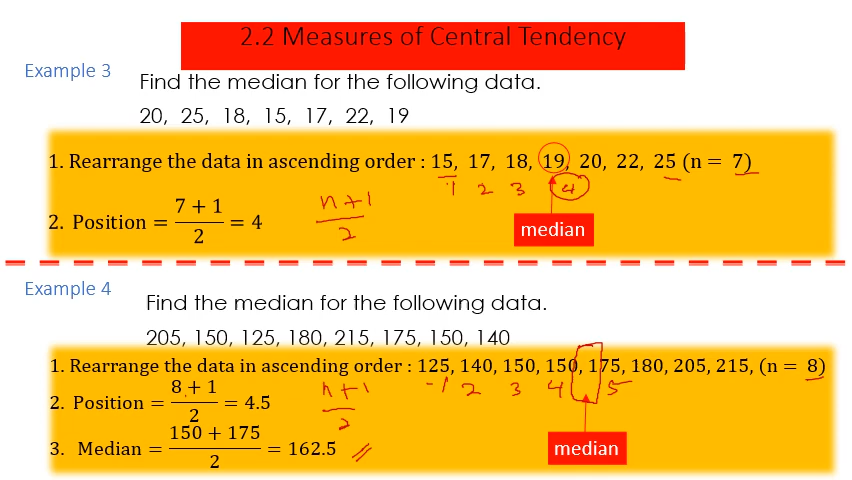 2.2 Measures of Central Tendency
Example 3
Find the median for the following data.
20, 25, 18, 15, 17, 22, 19
1. Rearrange the data in ascending order : 15, 17, 18, 19, 20, 22, 25 (n = 7)
1 2 3 4
2. Position = (7 + 1)/2 = 4
(n+1)/2
median
Example 4
Find the median for the following data.
205, 150, 125, 180, 215, 175, 150, 140
1. Rearrange the data in ascending order : 125, 140, 150, 150, 175, 180, 205, 215, (n = 8)
1 2 3 4 5
2. Position = (8 + 1)/2 = 4.5
(n+1)/2
3. Median = (150 + 175)/2 = 162.5
median